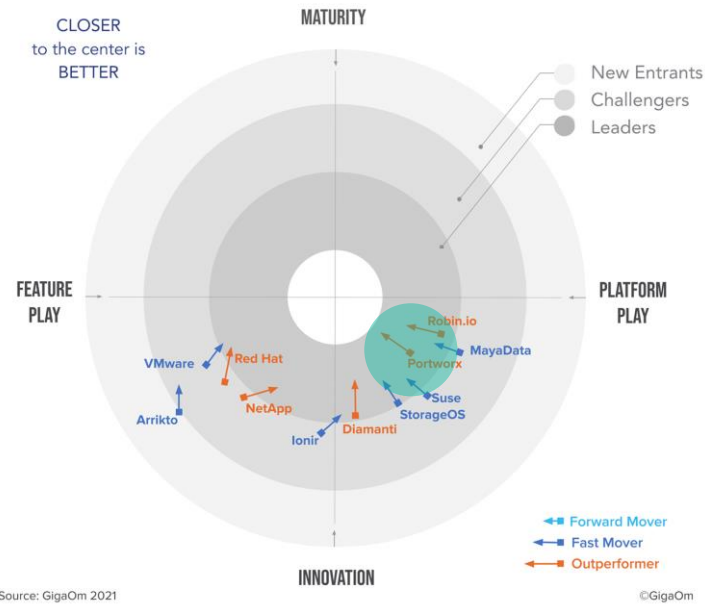 MATURITY
CLOSER
to the center is
BETTER
New Entrants
Challengers
Leaders
FEATURE
PLAY
PLATFORM
PLAY
Robin.io
MayaData
Portworx
VMware
Red Hat
NetApp
Arrikto
Suse
StorageOS
Diamanti
Ionir
Forward Mover
Fast Mover
Outperformer
INNOVATION
Source: GigaOm 2021
©GigaOm